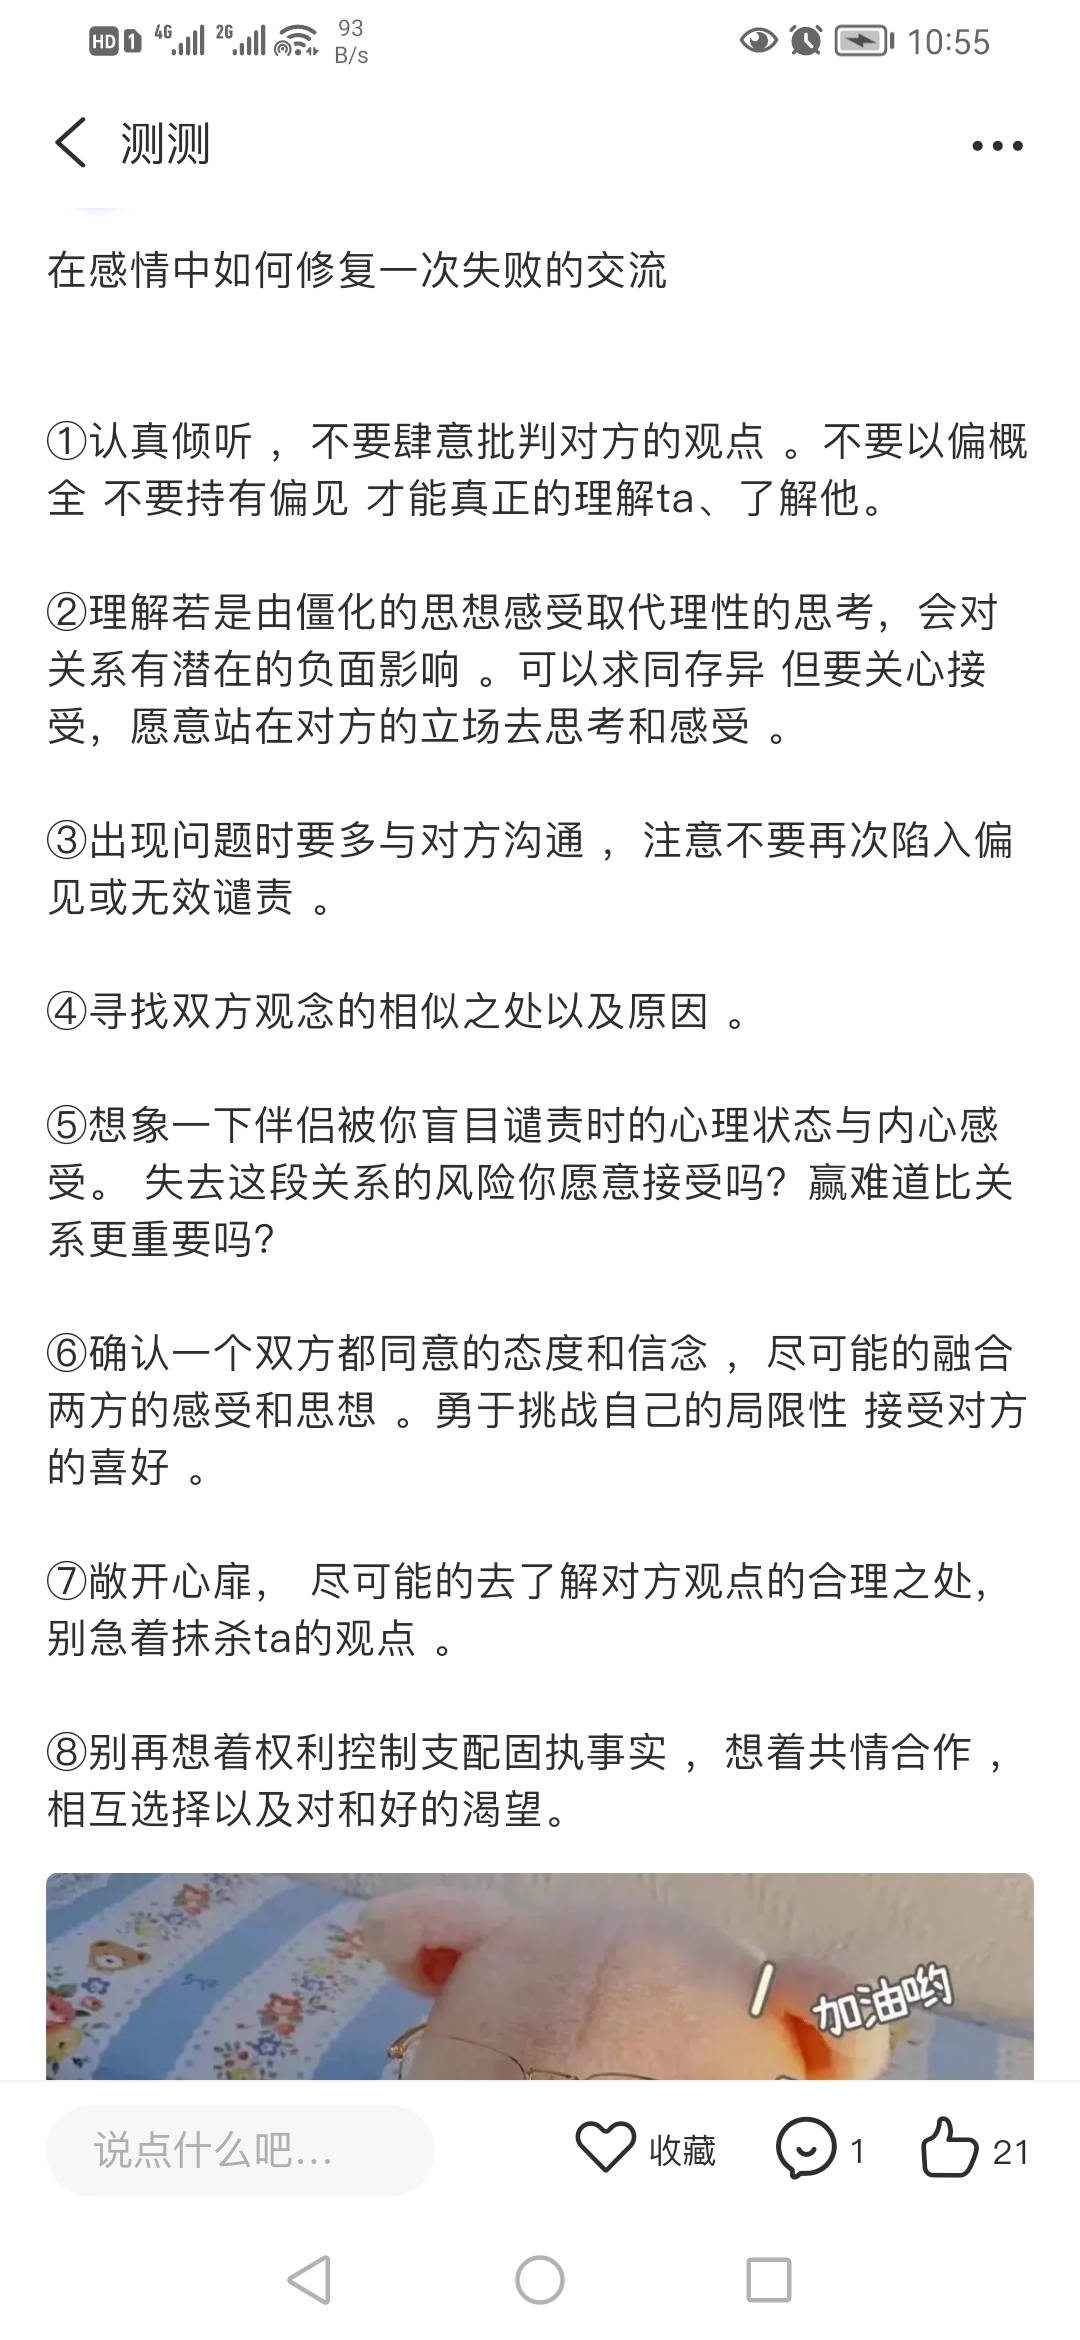 HD 1 4G 2G 93 B/s 10:55
测测
在感情中如何修复一次失败的交流
①认真倾听 ，不要肆意批判对方的观点 。不要以偏概
全 不要持有偏见 才能真正的理解ta、了解他。
②理解若是由僵化的思想感受取代理性的思考，会对
关系有潜在的负面影响 。可以求同存异 但要关心接
受，愿意站在对方的立场去思考和感受 。
③出现问题时要多与对方沟通 ，注意不要再次陷入偏
见或无效谴责 。
④寻找双方观念的相似之处以及原因 。
⑤想象一下伴侣被你盲目谴责时的心理状态与内心感
受。 失去这段关系的风险你愿意接受吗？赢难道比关
系更重要吗？
⑥确认一个双方都同意的态度和信念 ，尽可能的融合
两方的感受和思想 。勇于挑战自己的局限性 接受对方
的喜好 。
⑦敞开心扉， 尽可能的去了解对方观点的合理之处，
别急着抹杀ta的观点 。
⑧别再想着权利控制支配固执事实 ，想着共情合作 ，
相互选择以及对和好的渴望。
加油哟
说点什么吧... 收藏 1 21